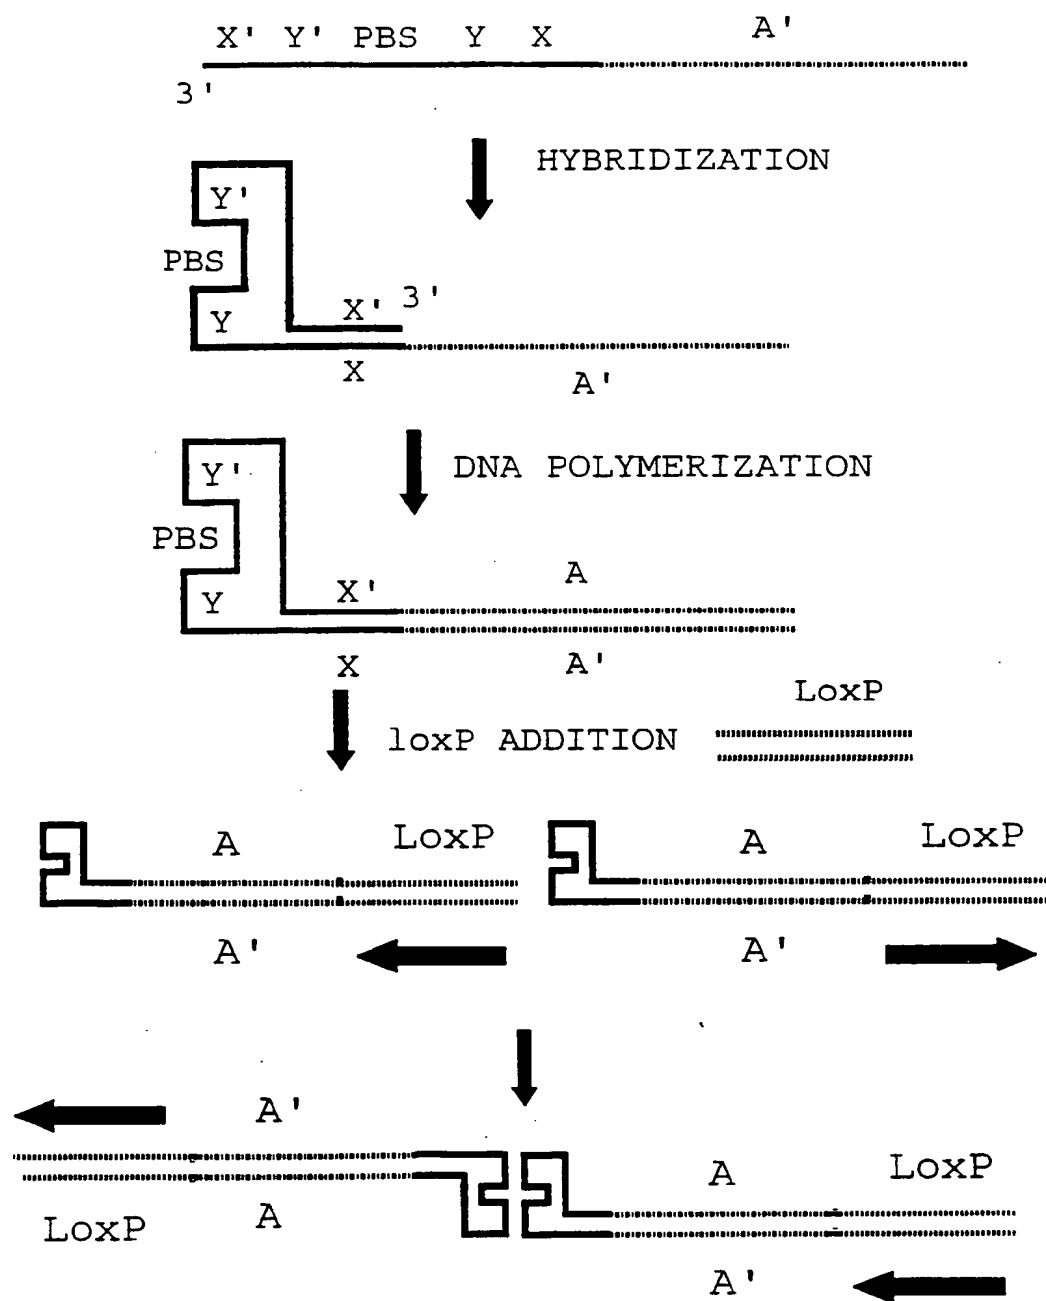 X' Y' PBS Y X A'
3'
HYBRIDIZATION
Y'
PBS
3'
X'
Y
X
A'
DNA POLYMERIZATION
Y'
PBS
A
X'
Y
X
A'
LoxP
loxP ADDITION
A LoxP A LoxP
A' A'
A'
A LoxP
LoxP A
A'